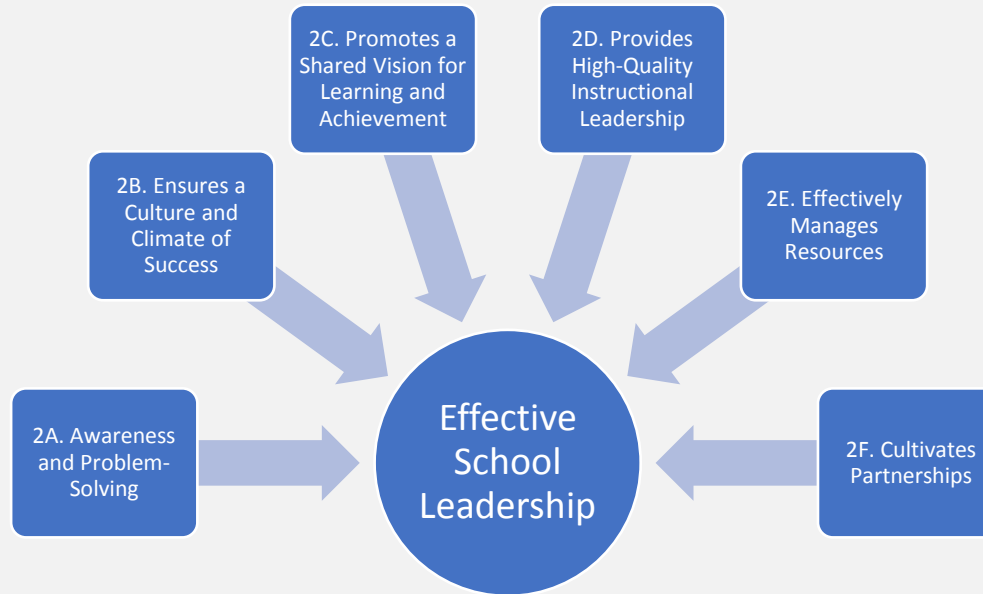 2C. Promotes a
Shared Vision for
Learning and
Achievement
2D. Provides
High-Quality
Instructional
Leadership
2B. Ensures a
Culture and
Climate of
Success
2E. Effectively
Manages
Resources
2A. Awareness
and Problem-
Solving
Effective
School
Leadership
2F. Cultivates
Partnerships